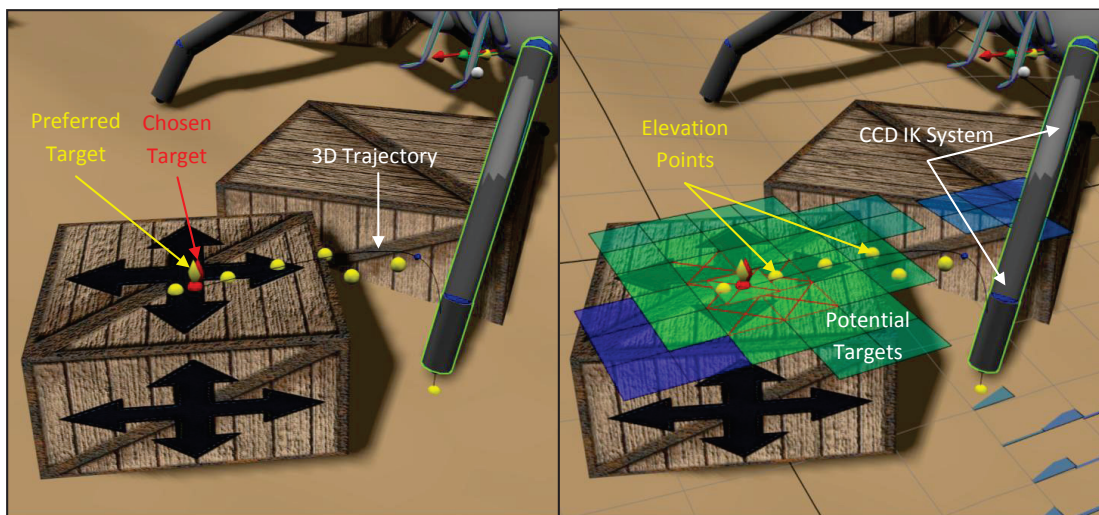 Preferred
Target
Chosen
Target
3D Trajectory
Elevation
Points
CCD IK System
Potential
Targets